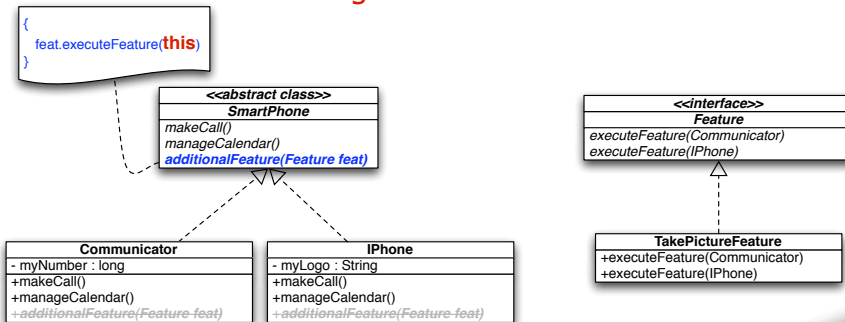 {
feat.executeFeature(this)
}
<<abstract class>>
SmartPhone
makeCall()
manageCalendar()
additionalFeature(Feature feat)
<<interface>>
Feature
executeFeature(Communicator)
executeFeature(IPhone)
Communicator
- myNumber : long
+makeCall()
+manageCalendar()
+additionalFeature(Feature feat)
IPhone
- myLogo : String
+makeCall()
+manageCalendar()
+additionalFeature(Feature feat)
TakePictureFeature
+executeFeature(Communicator)
+executeFeature(IPhone)